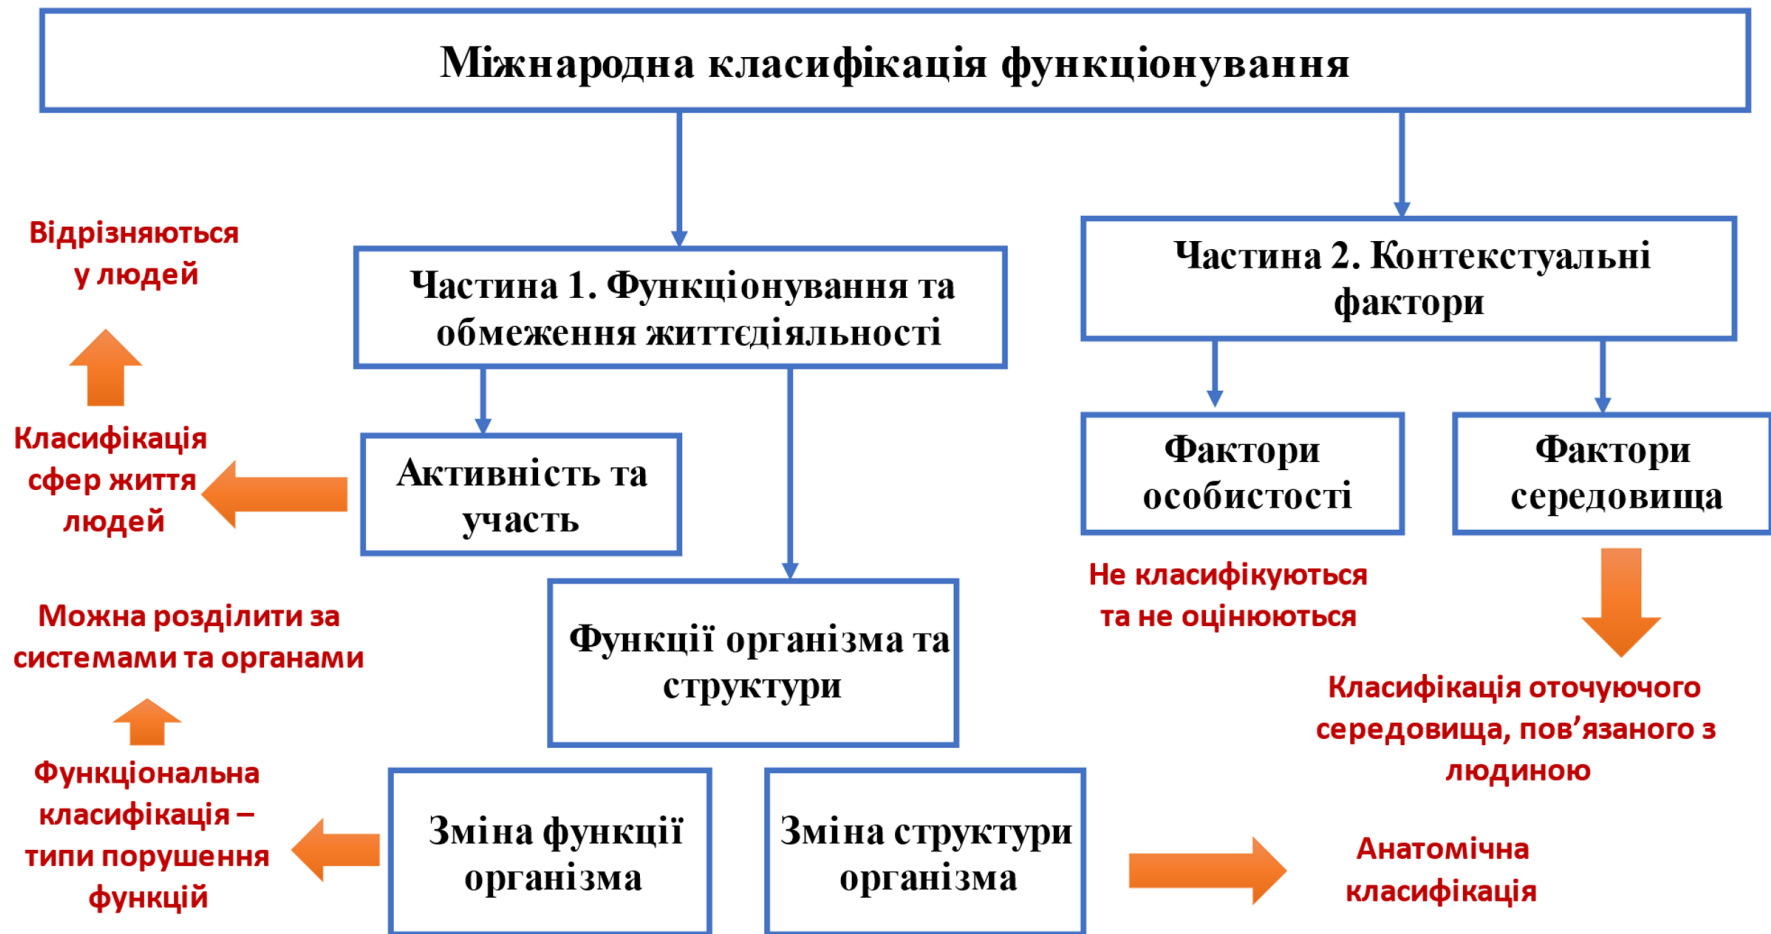 Міжнародна класифікація функціонування
Відрізняються
у людей
Частина 1. Функціонування та
обмеження життєдіяльності
Частина 2. Контекстуальні
фактори
Класифікація
сфер життя
людей
Активність та
участь
Фактори
особистості
Фактори
середовища
Не класифікуються
та не оцінюються
Можна розділити за
системами та органами
Функції організма та
структури
Класифікація оточуючого
середовища, пов’язаного з
людиною
Функціональна
класифікація –
типи порушення
функцій
Зміна функції
організма
Зміна структури
організма
Анатомічна
класифікація